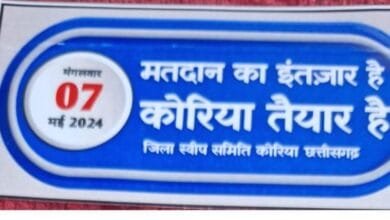 मंगलवार
07
मई 2024
मतदान का इंतज़ार है
कोरिया तैयार है
जिला स्वीप समिति कोरिया छत्तीसगढ़